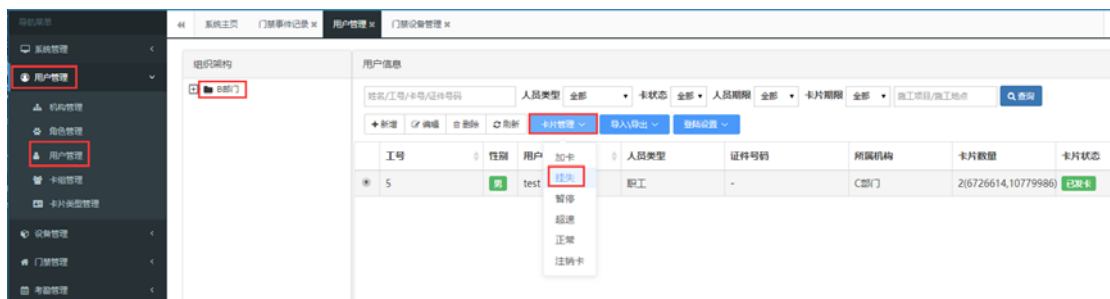 导航菜单
系统主页 门禁事件记录 × 用户管理 × 门禁设备管理 ×
系统管理
用户管理
机构管理
角色管理
用户管理
卡组管理
卡片类型管理
设备管理
门禁管理
考勤管理
组织架构
B部门
用户信息
姓名/工号/卡号/证件号码 人员类型 全部 卡状态 全部 人员期限 全部 卡片期限 全部 施工项目/施工地点 查询
新增 编辑 删除 刷新 卡片管理 导入\导出 登陆设置
工号 性别 用户 人员类型 证件号码 所属机构 卡片数量 卡片状态
5 男 test 职工 - C部门 2(6726614,10779986) 已发卡
加卡
挂失
暂停
超速
正常
注销卡